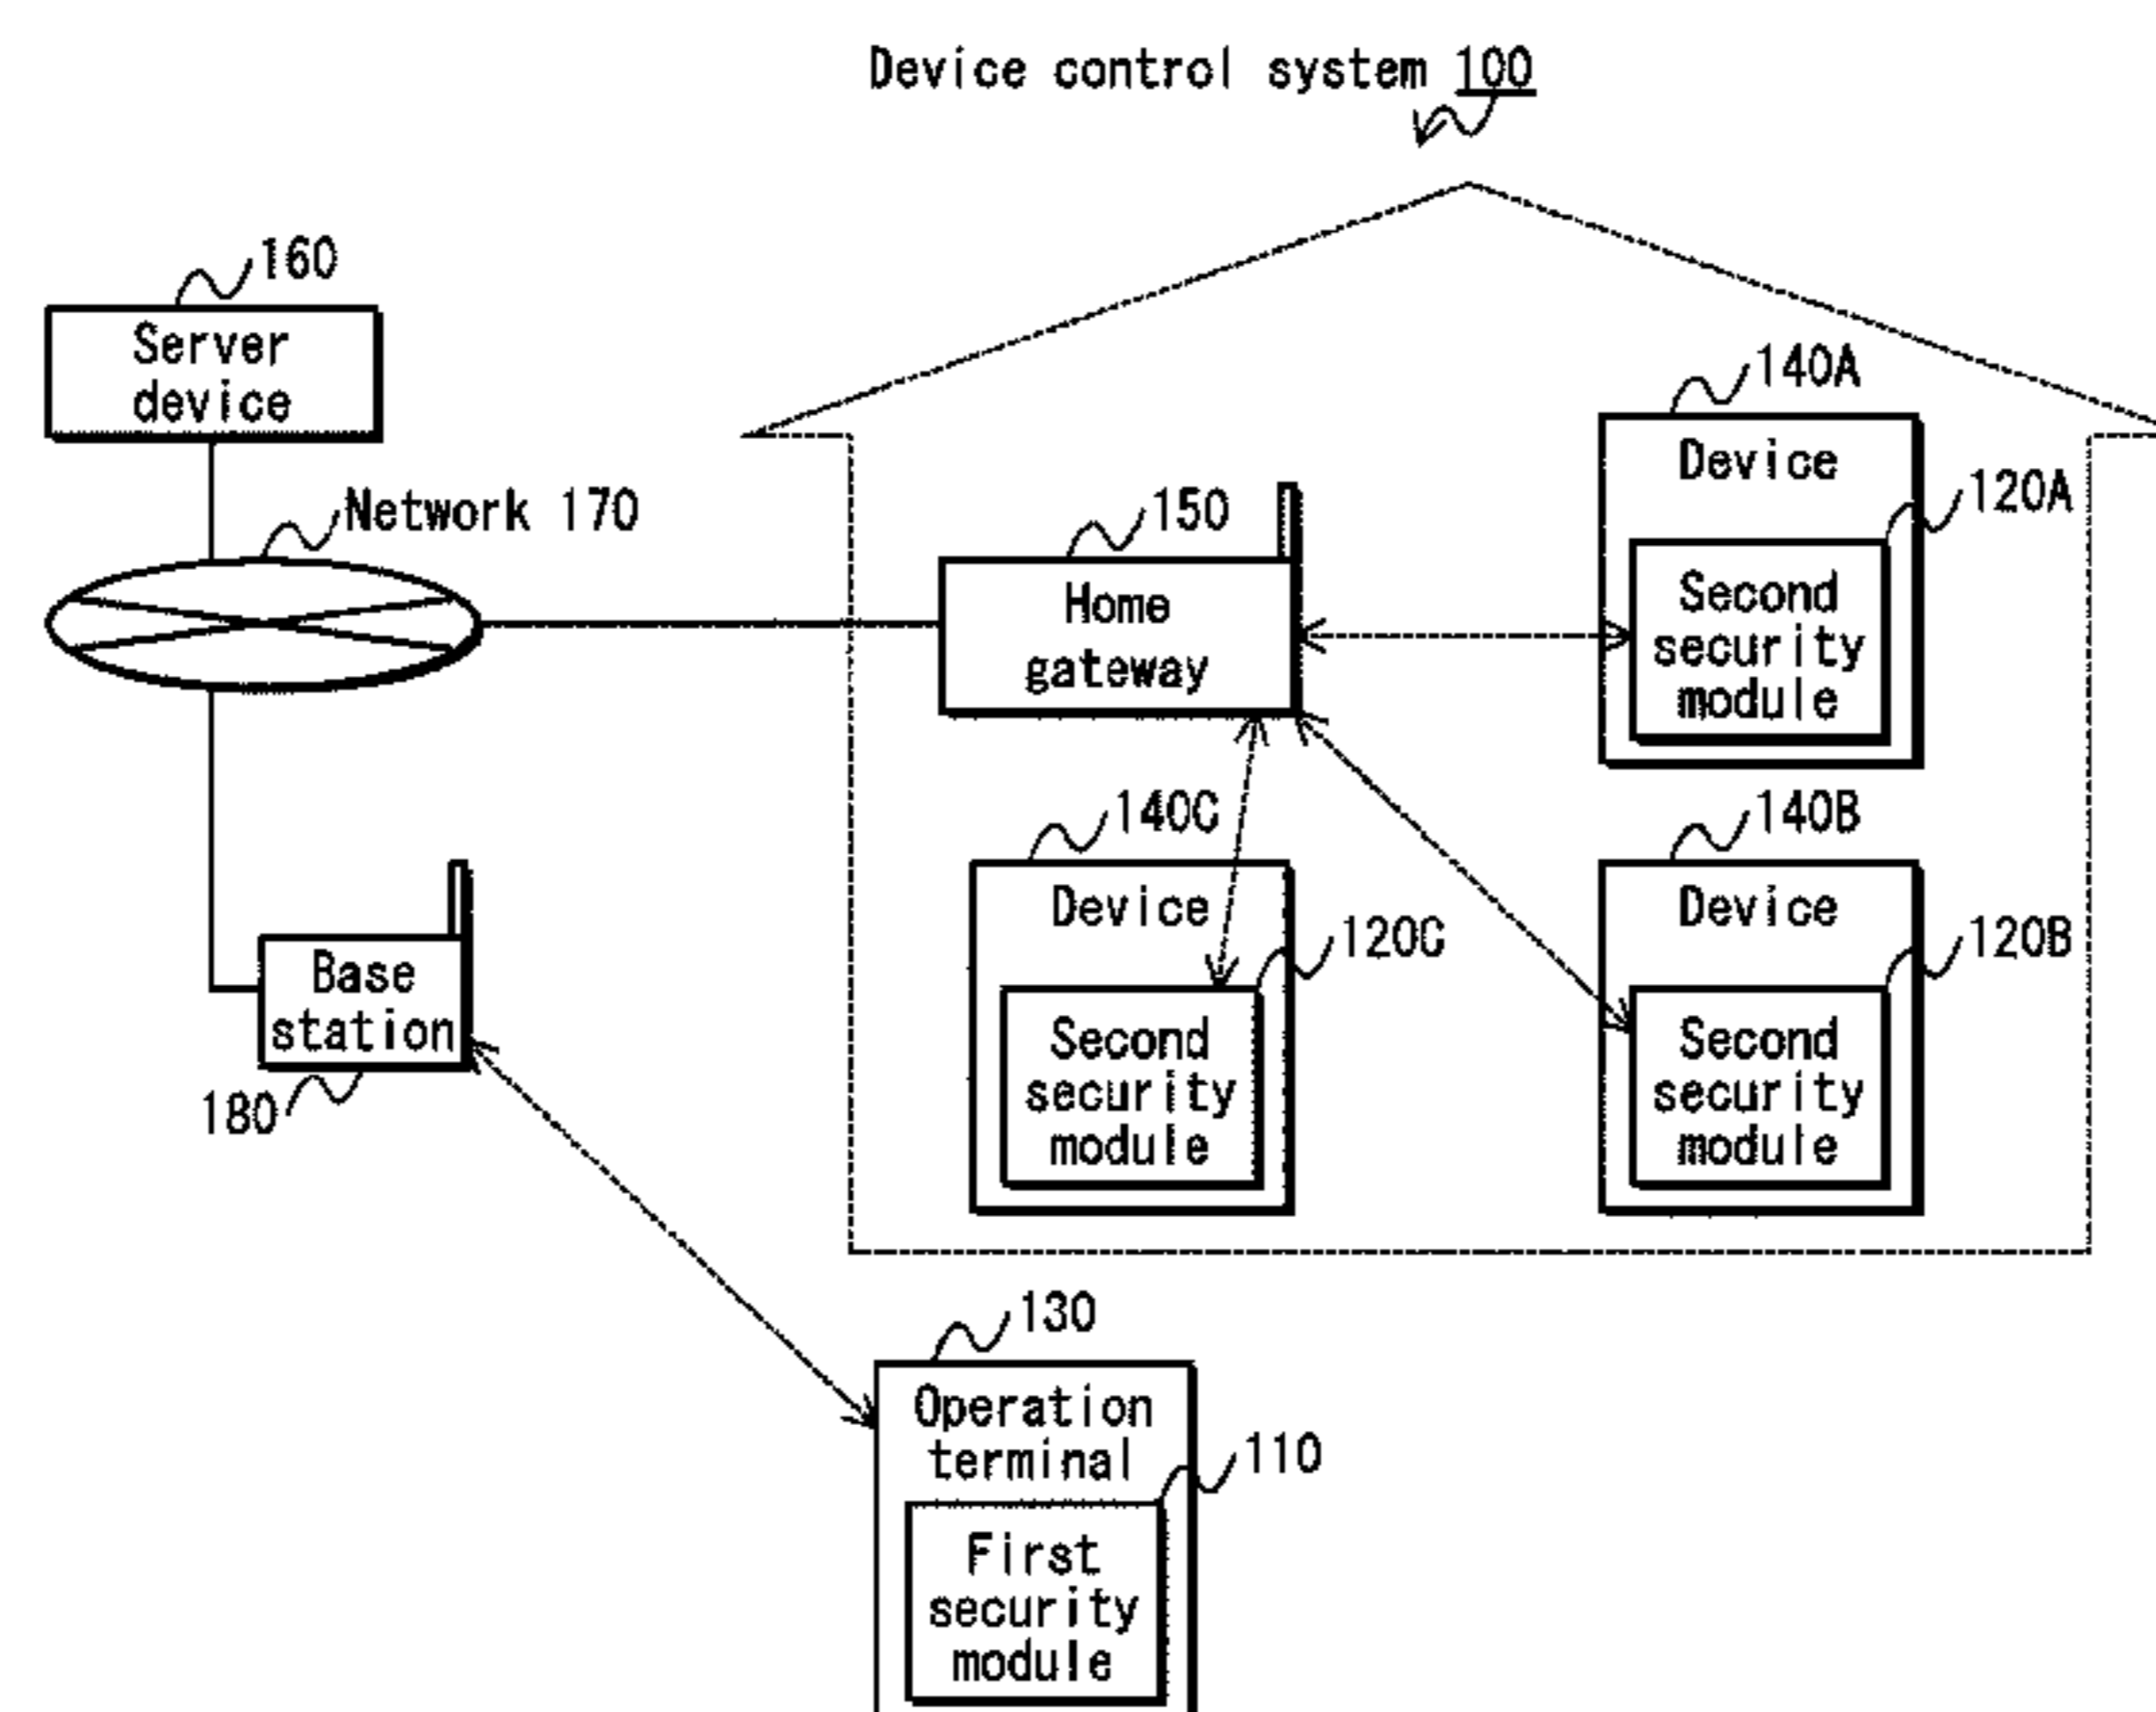 Device control system 100
160
Server
device
Network 170
150
Home
gateway
140A
Device
120A
Second
security
module
140C
Device
120C
Second
security
module
140B
Device
120B
Second
security
module
Base
station
180
130
Operation
terminal
110
First
security
module